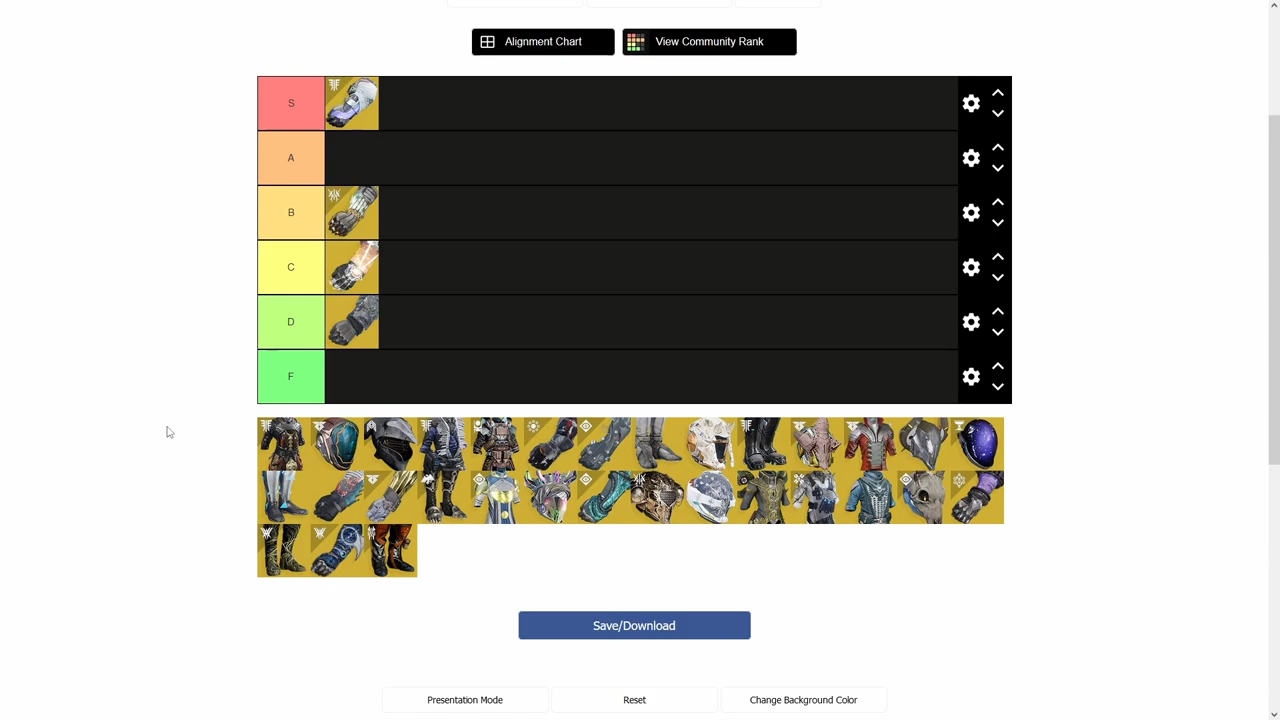 Alignment Chart
View Community Rank
S
A
B
C
D
F
Save/Download
Presentation Mode
Reset
Change Background Color